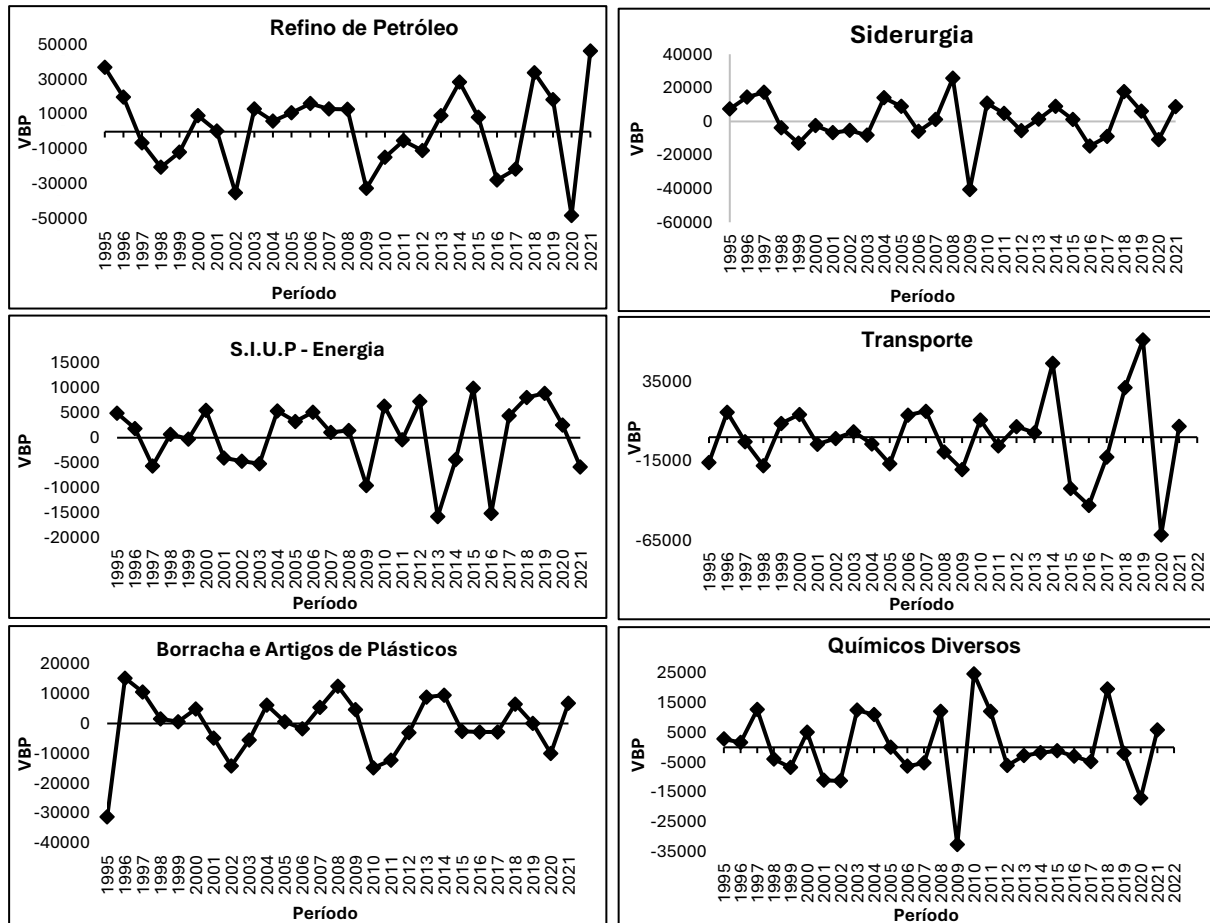 Refino de Petróleo
50000
30000
10000
-10000
-30000
-50000
VBP
1995 1996 1997 1998 1999 2000 2001 2002 2003 2004 2005 2006 2007 2008 2009 2010 2011 2012 2013 2014 2015 2016 2017 2018 2019 2020 2021
Período
Siderurgia
40000
20000
0
-20000
-40000
-60000
VBP
1995 1996 1997 1998 1999 2000 2001 2002 2003 2004 2005 2006 2007 2008 2009 2010 2011 2012 2013 2014 2015 2016 2017 2018 2019 2020 2021
Período
S.I.U.P - Energia
15000
10000
5000
0
-5000
-10000
-15000
-20000
VBP
1995 1996 1997 1998 1999 2000 2001 2002 2003 2004 2005 2006 2007 2008 2009 2010 2011 2012 2013 2014 2015 2016 2017 2018 2019 2020 2021
Período
Transporte
35000
-15000
-65000
VBP
1995 1996 1997 1998 1999 2000 2001 2002 2003 2004 2005 2006 2007 2008 2009 2010 2011 2012 2013 2014 2015 2016 2017 2018 2019 2020 2021 2022
Período
Borracha e Artigos de Plásticos
20000
10000
0
-10000
-20000
-30000
-40000
VBP
1995 1996 1997 1998 1999 2000 2001 2002 2003 2004 2005 2006 2007 2008 2009 2010 2011 2012 2013 2014 2015 2016 2017 2018 2019 2020 2021
Período
Químicos Diversos
25000
15000
5000
-5000
-15000
-25000
-35000
VBP
1995 1996 1997 1998 1999 2000 2001 2002 2003 2004 2005 2006 2007 2008 2009 2010 2011 2012 2013 2014 2015 2016 2017 2018 2019 2020 2021 2022
Período